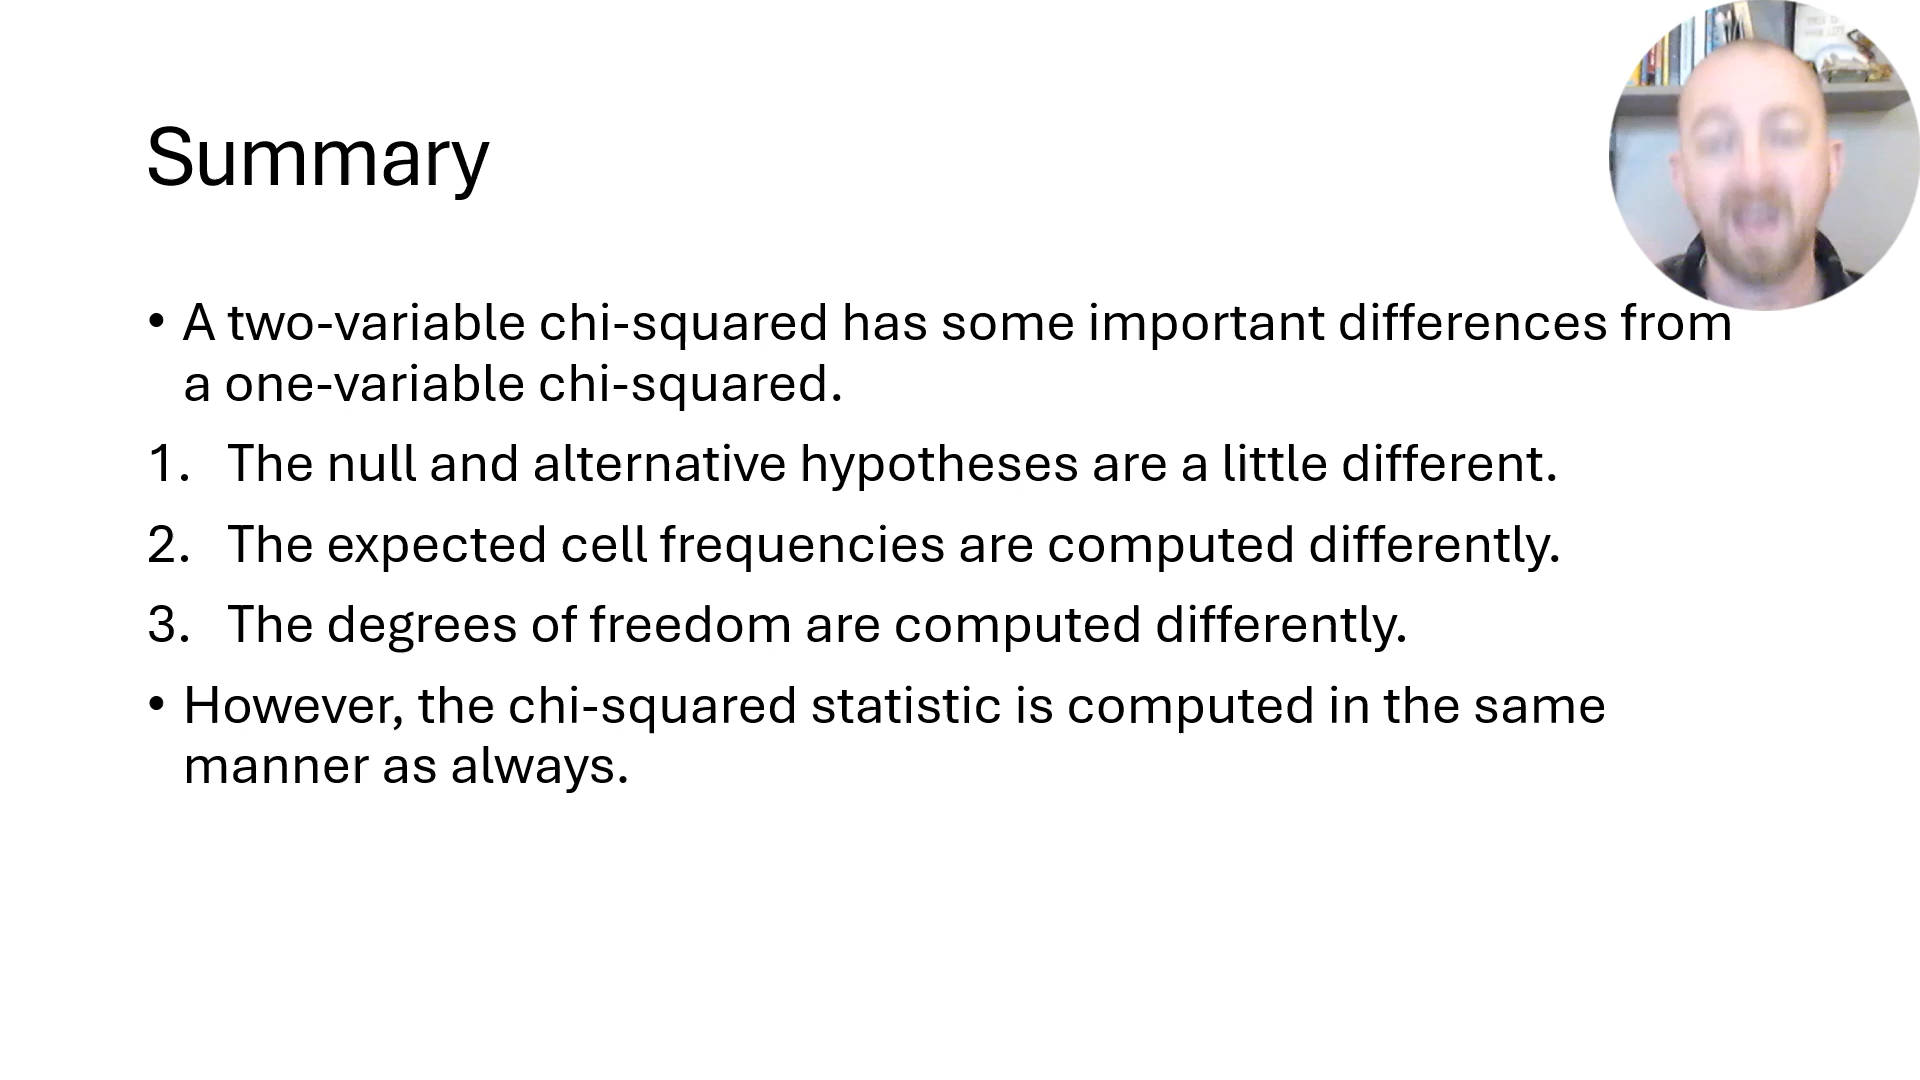 Summary
• A two-variable chi-squared has some important differences from
a one-variable chi-squared.
1. The null and alternative hypotheses are a little different.
2. The expected cell frequencies are computed differently.
3. The degrees of freedom are computed differently.
• However, the chi-squared statistic is computed in the same
manner as always.